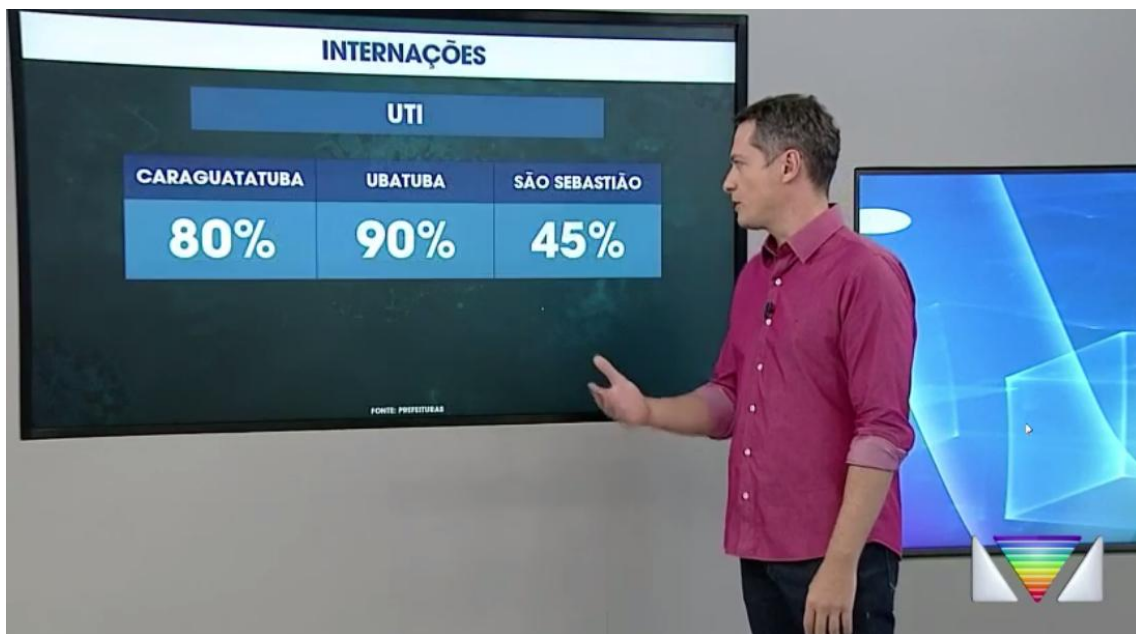 INTERNAÇÕES
UTI
CARAGUATATUBA UBATUBA SÃO SEBASTIÃO
80% 90% 45%
FONTE: PREFEITURAS